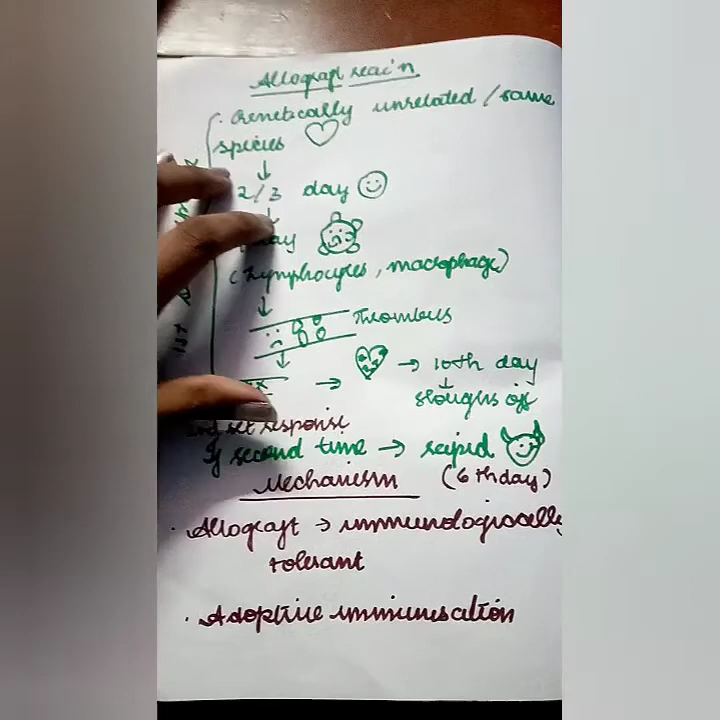 Allograft reac'n
. Genetically unrelated / same
species
2/3 day
day
(Lymphocytes, macrophage)
Thrombus
→ → 10th day
sloughs off
set response
If second time → rapid
(6th day)
Mechanism
. Allograft → immunologically
tolerant
. Adoptive immunisation
1st